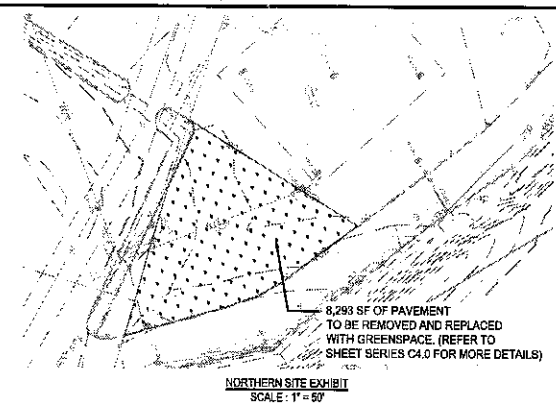 8,293 SF OF PAVEMENT
TO BE REMOVED AND REPLACED
WITH GREENSPACE. (REFER TO
SHEET SERIES C4.0 FOR MORE DETAILS)
NORTHERN SITE EXHIBIT
SCALE : 1" = 50'